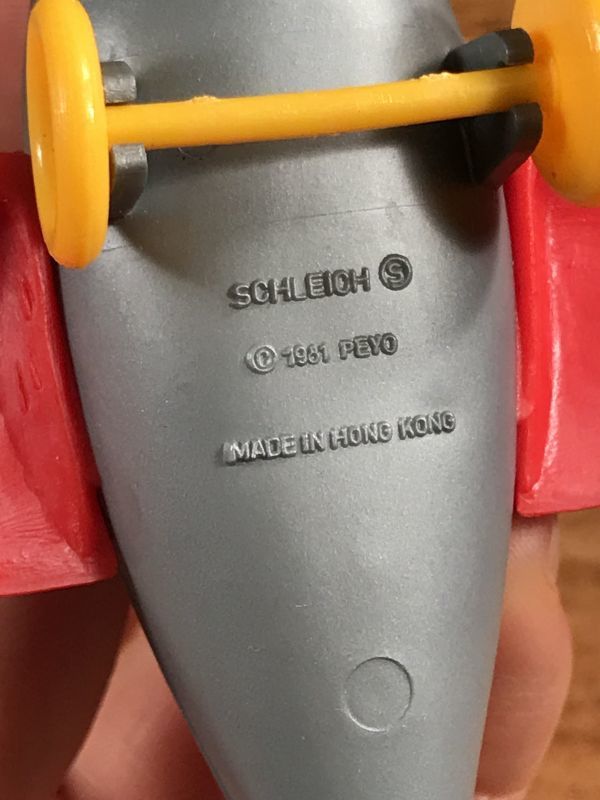 SCHLEICH Ⓢ
© 1981 PEYO
MADE IN HONG KONG